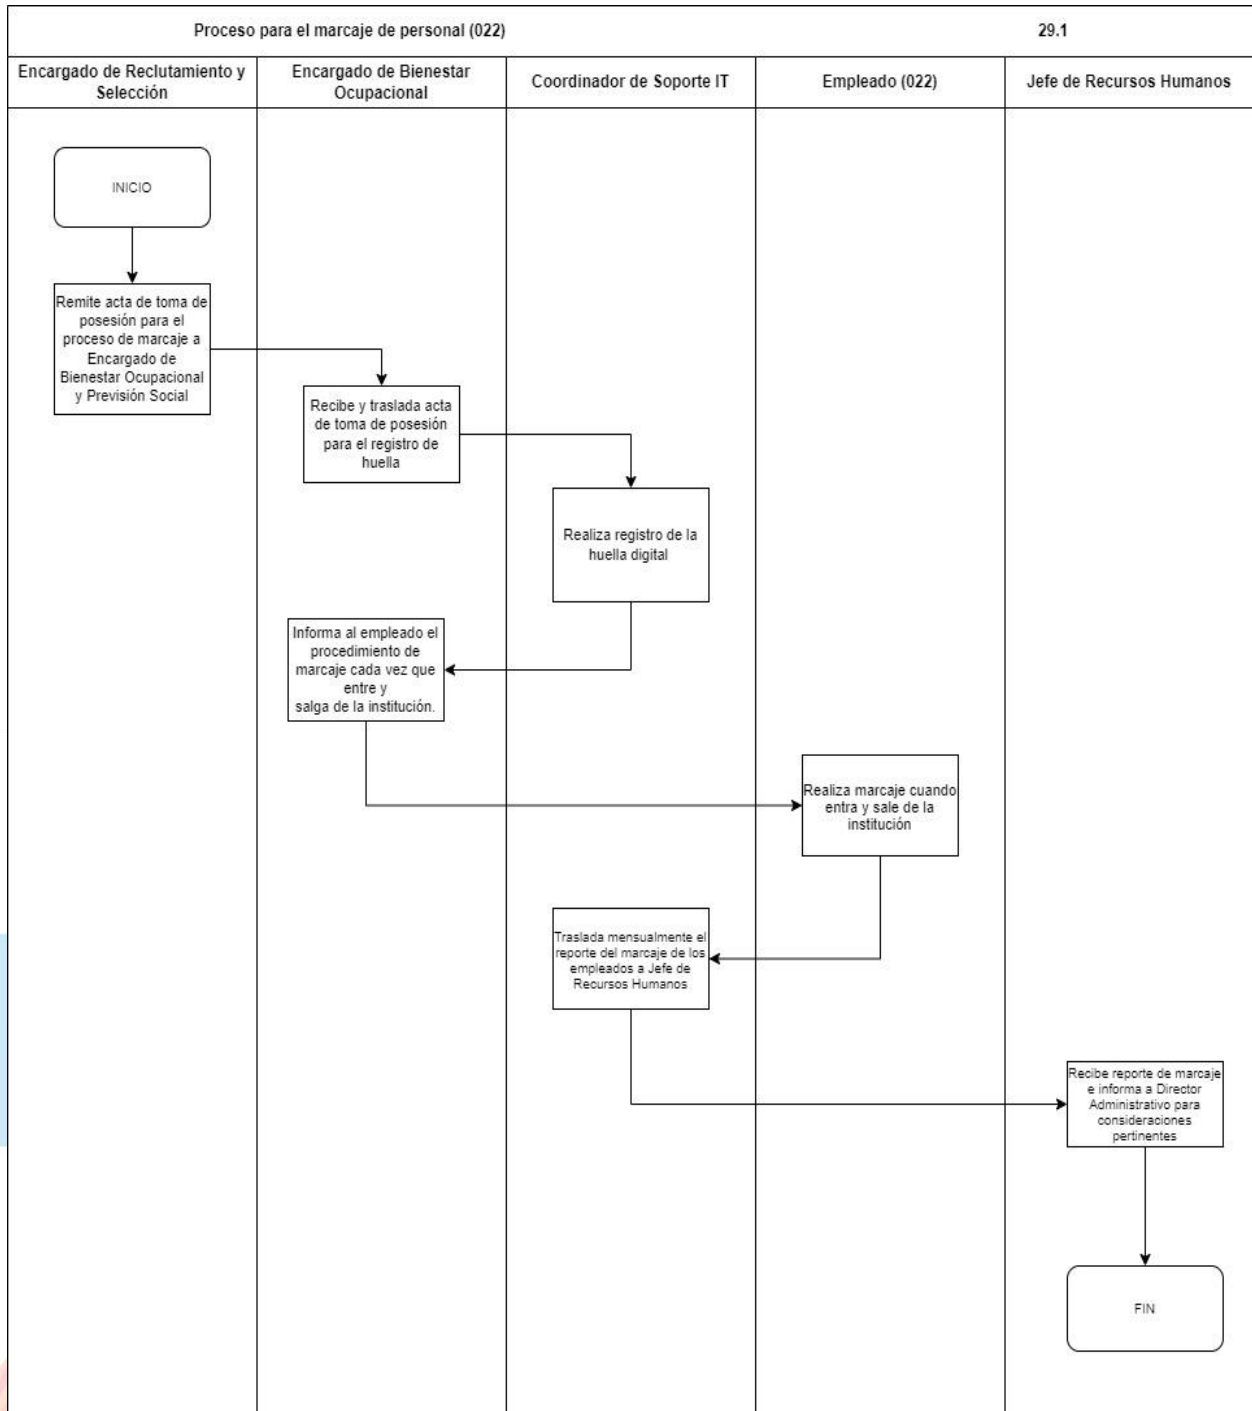 Proceso para el marcaje de personal (022)
29.1
Encargado de Reclutamiento y
Selección
Encargado de Bienestar
Ocupacional
Coordinador de Soporte IT
Empleado (022)
Jefe de Recursos Humanos
INICIO
Remite acta de toma de
posesión para el
proceso de marcaje a
Encargado de
Bienestar Ocupacional
y Previsión Social
Recibe y traslada acta
de toma de posesión
para el registro de
huella
Realiza registro de la
huella digital
Informa al empleado el
procedimiento de
marcaje cada vez que
entre y
salga de la institución.
Realiza marcaje cuando
entra y sale de la
institución
Traslada mensualmente el
reporte del marcaje de los
empleados a Jefe de
Recursos Humanos
Recibe reporte de marcaje
e informa a Director
Administrativo para
consideraciones
pertinentes
FIN